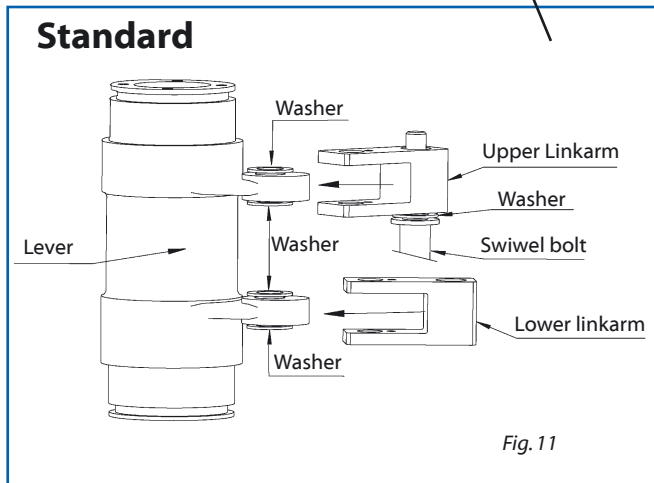 Standard
Washer
Upper Linkarm
Washer
Swiwel bolt
Lever
Washer
Lower linkarm
Washer
Fig. 11